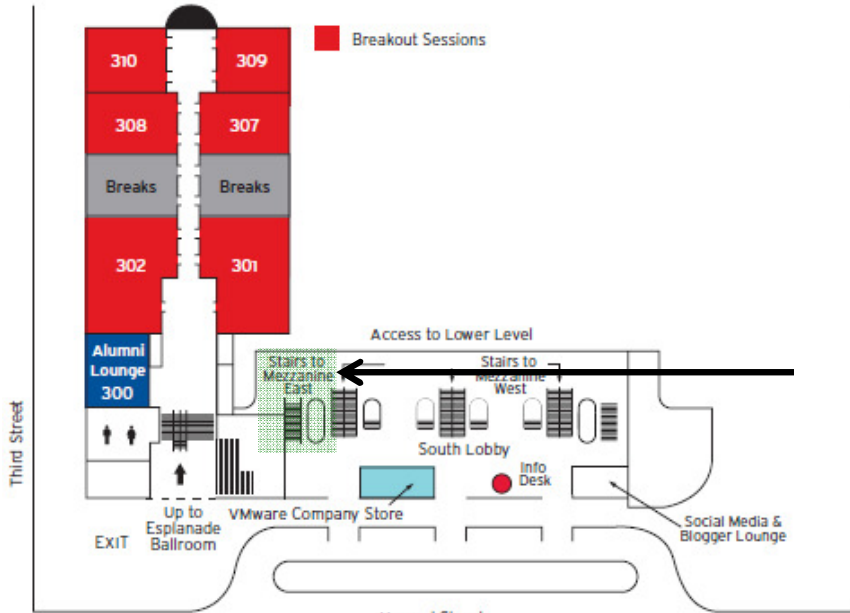 310
309
Breakout Sessions
308
307
Breaks
Breaks
302
301
Alumni
Lounge
300
Access to Lower Level
Stairs to
Mezzanine
East
Stairs to
Mezzanine
West
Third Street
South Lobby
Info
Desk
Up to
Esplanade
Ballroom
EXIT
VMware Company Store
Social Media &
Blogger Lounge